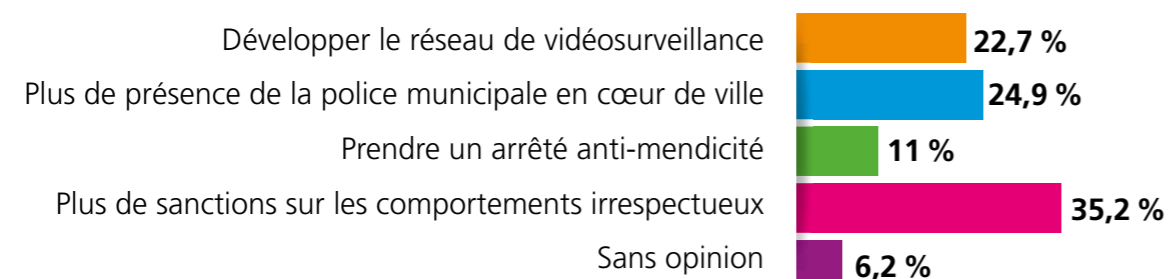 Développer le réseau de vidéosurveillance 22,7 %
Plus de présence de la police municipale en cœur de ville 24,9 %
Prendre un arrêté anti-mendicité 11 %
Plus de sanctions sur les comportements irrespectueux 35,2 %
Sans opinion 6,2 %